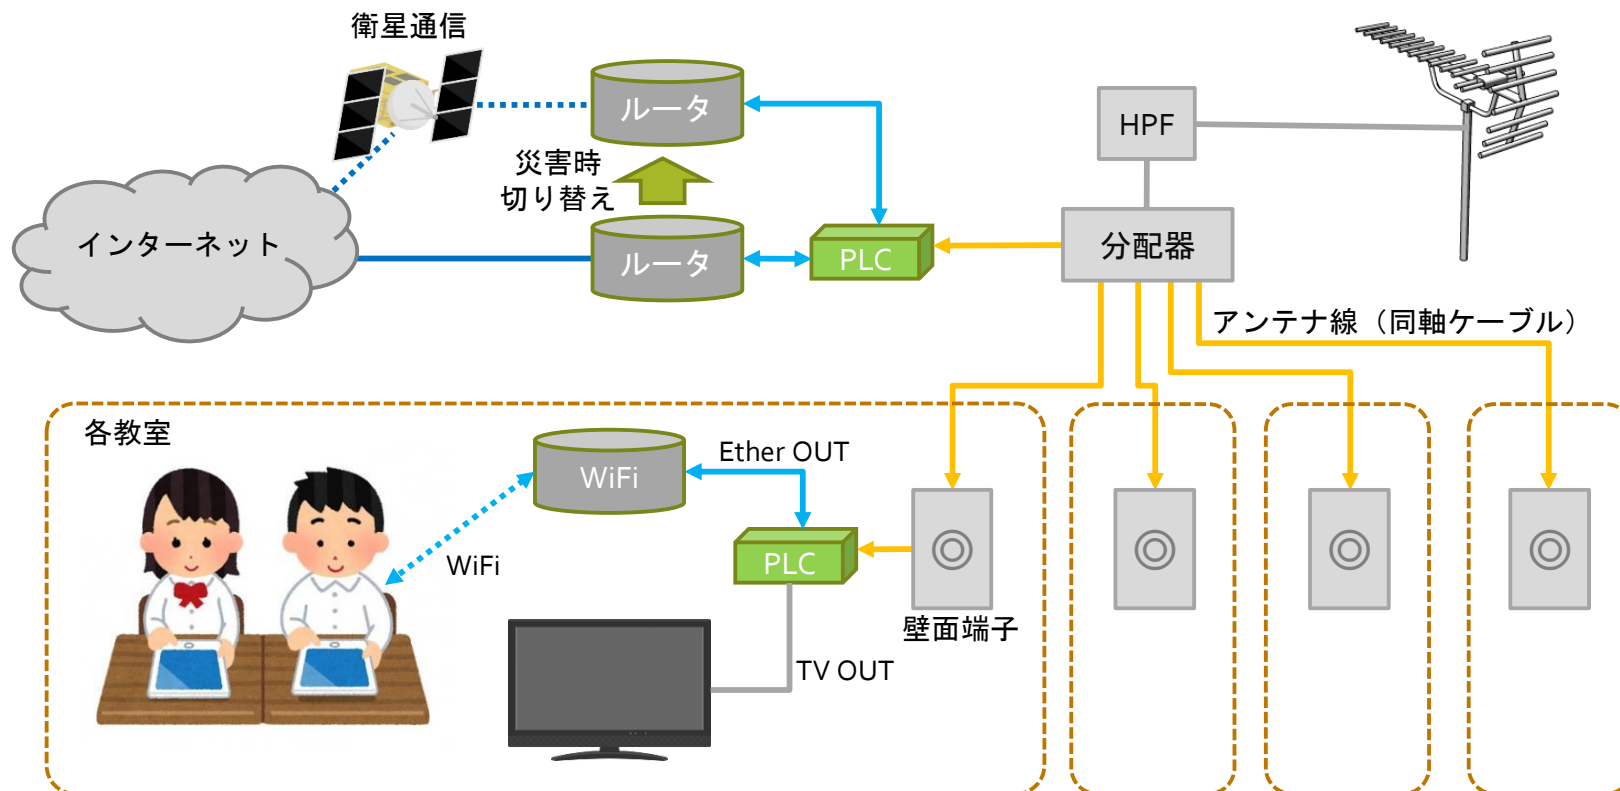 衛星通信
ルータ
HPF
災害時
切り替え
インターネット
ルータ
PLC
分配器
アンテナ線（同軸ケーブル）
各教室
WiFi
Ether OUT
WiFi
PLC
壁面端子
TV OUT